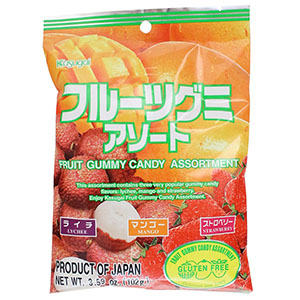 Kasugai
フルーツグミ
アソート
FRUIT GUMMY CANDY ASSORTMENT
This assortment contains three very popular gummy candy
flavors: lychee, mango and strawberry.
Enjoy Kasugai Fruit Gummy Candy Assortment.
ライチ
LYCHEE
マンゴー
MANGO
ストロベリー
STRAWBERRY
FRUIT GUMMY CANDY ASSORTMENT
GLUTEN FREE
PRODUCT OF JAPAN
NET WT. 3.59 oz. (102g)